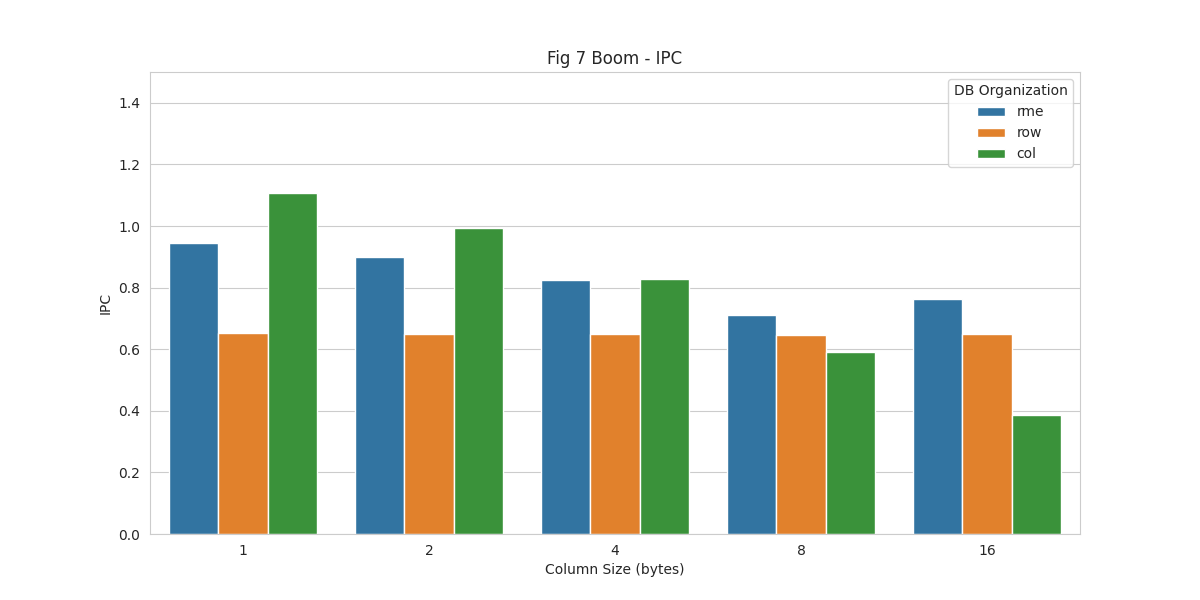 Fig 7 Boom - IPC
DB Organization
rme
row
col
IPC
1.4
1.2
1.0
0.8
0.6
0.4
0.2
0.0
1 2 4 8 16
Column Size (bytes)